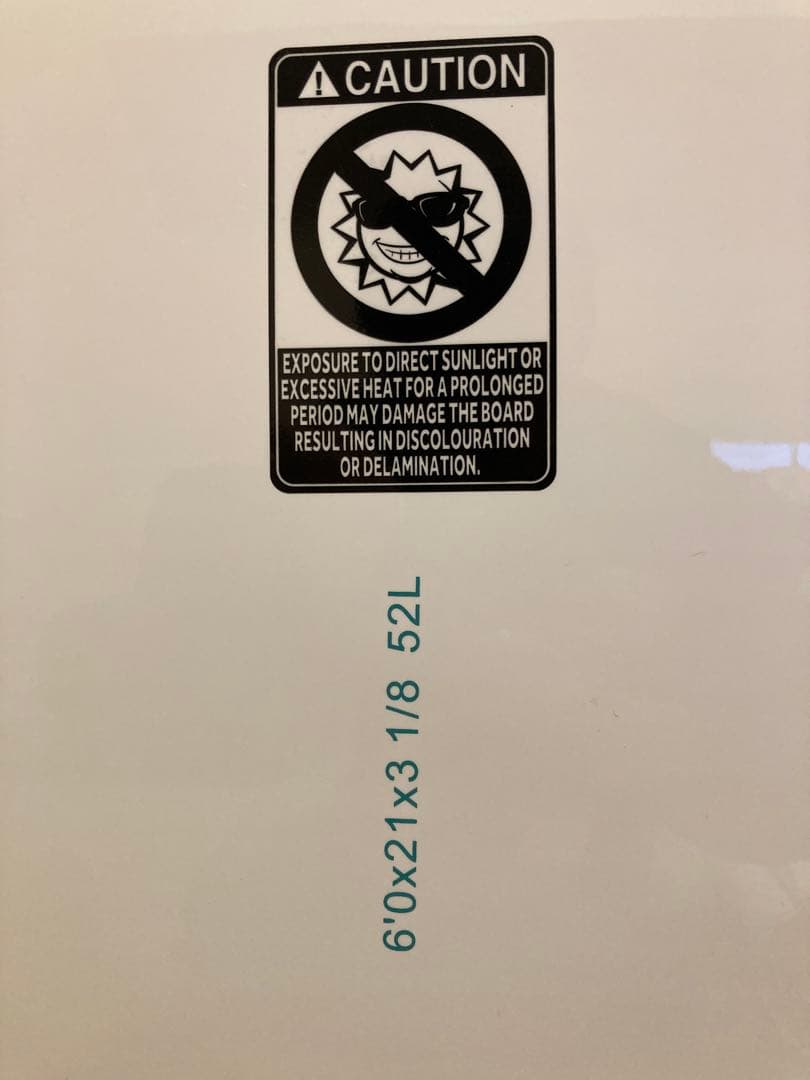 CAUTION
EXPOSURE TO DIRECT SUNLIGHT OR
EXCESSIVE HEAT FOR A PROLONGED
PERIOD MAY DAMAGE THE BOARD
RESULTING IN DISCOLOURATION
OR DELAMINATION.
6'0x21x3 1/8 52L